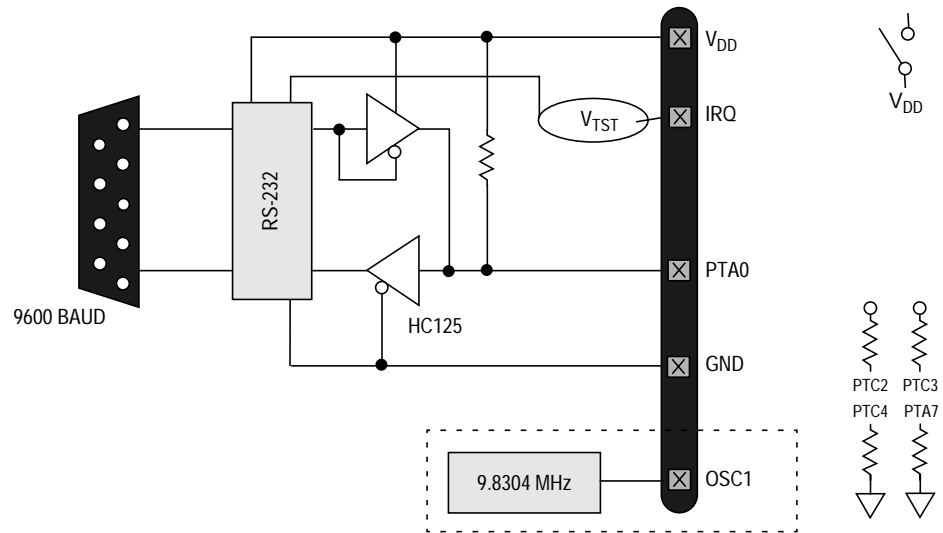 V_DD
V_DD
IRQ
V_TST
RS-232
PTA0
9600 BAUD
HC125
GND
PTC2 PTC3
PTC4 PTA7
9.8304 MHz
OSC1